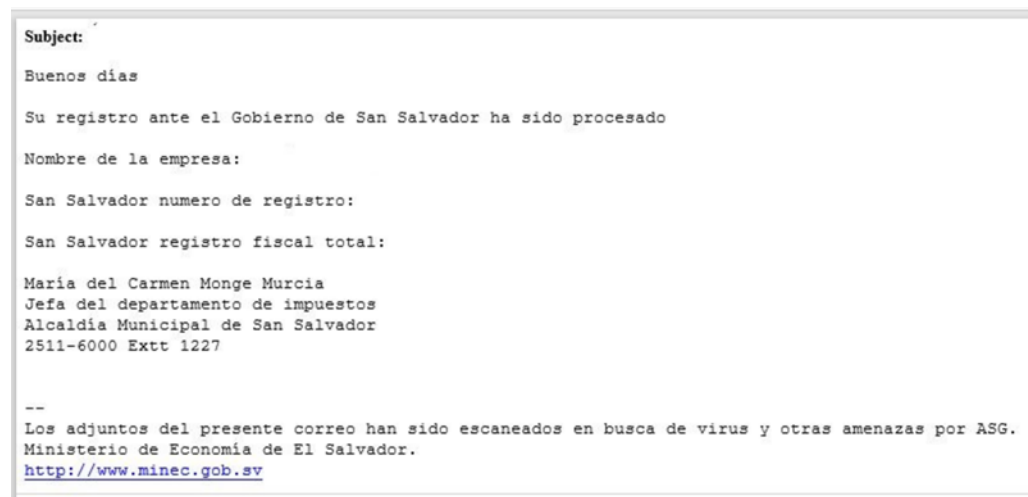 Subject:
Buenos días
Su registro ante el Gobierno de San Salvador ha sido procesado
Nombre de la empresa:
San Salvador numero de registro:
San Salvador registro fiscal total:
María del Carmen Monge Murcia
Jefa del departamento de impuestos
Alcaldía Municipal de San Salvador
2511-6000 Extt 1227
--
Los adjuntos del presente correo han sido escaneados en busca de virus y otras amenazas por ASG.
Ministerio de Economía de El Salvador.
http://www.minec.gob.sv